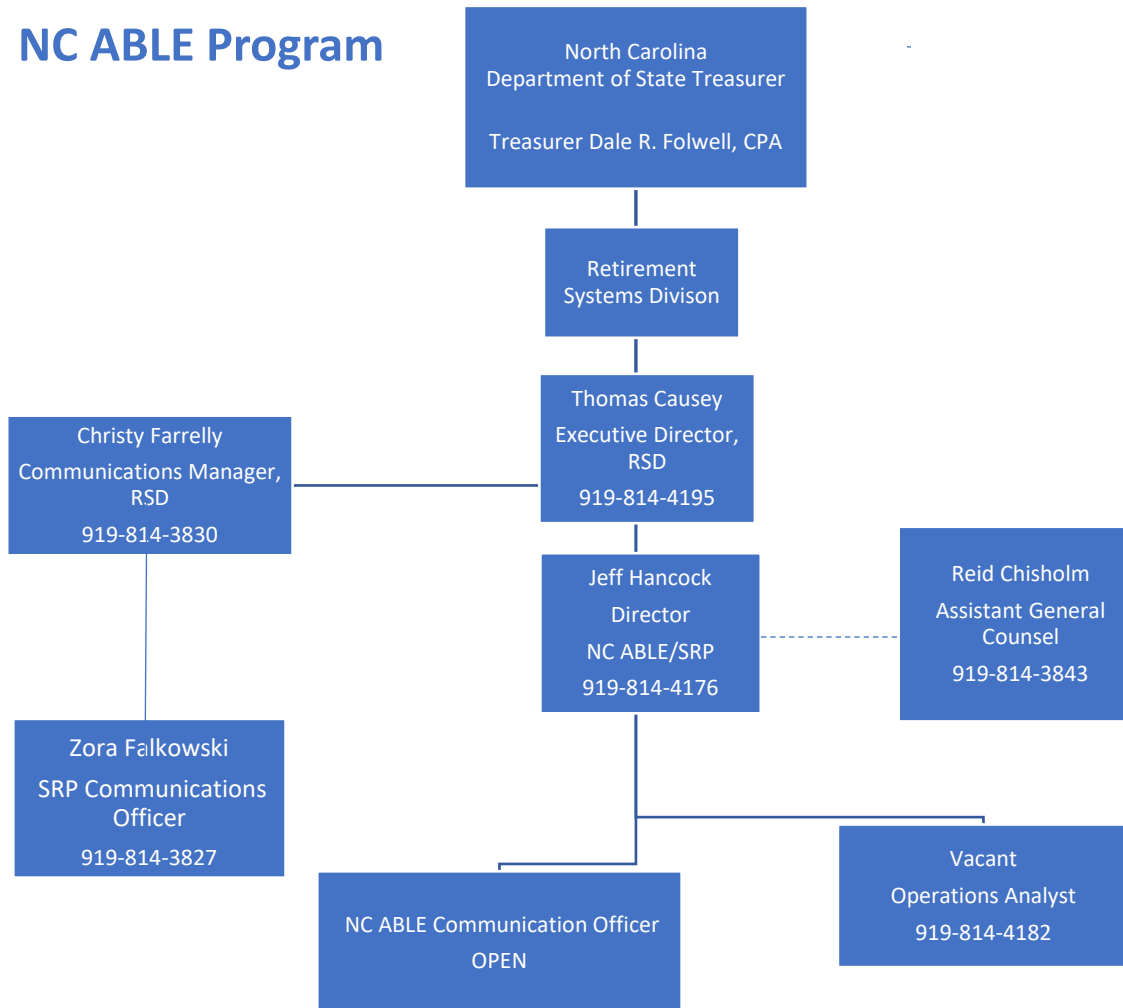 NC ABLE Program
North Carolina
Department of State Treasurer
Treasurer Dale R. Folwell, CPA
Retirement
Systems Divison
Thomas Causey
Executive Director,
RSD
919-814-4195
Christy Farrelly
Communications Manager,
RSD
919-814-3830
Jeff Hancock
Director
NC ABLE/SRP
919-814-4176
Reid Chisholm
Assistant General
Counsel
919-814-3843
Zora Falkowski
SRP Communications
Officer
919-814-3827
NC ABLE Communication Officer
OPEN
Vacant
Operations Analyst
919-814-4182